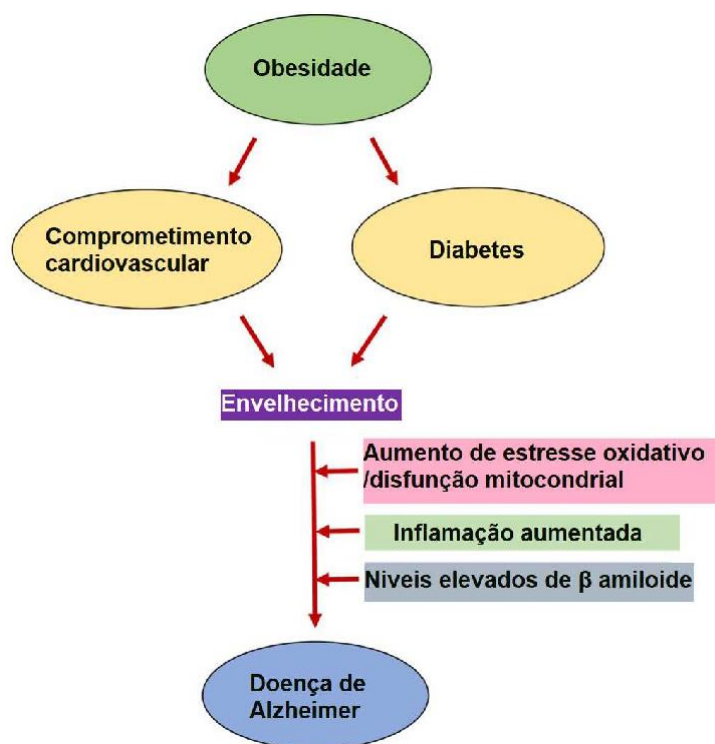 Obesidade
Comprometimento
cardiovascular
Diabetes
Envelhecimento
Aumento de estresse oxidativo
/disfunção mitocondrial
Inflamação aumentada
Niveis elevados de β amiloide
Doença de
Alzheimer